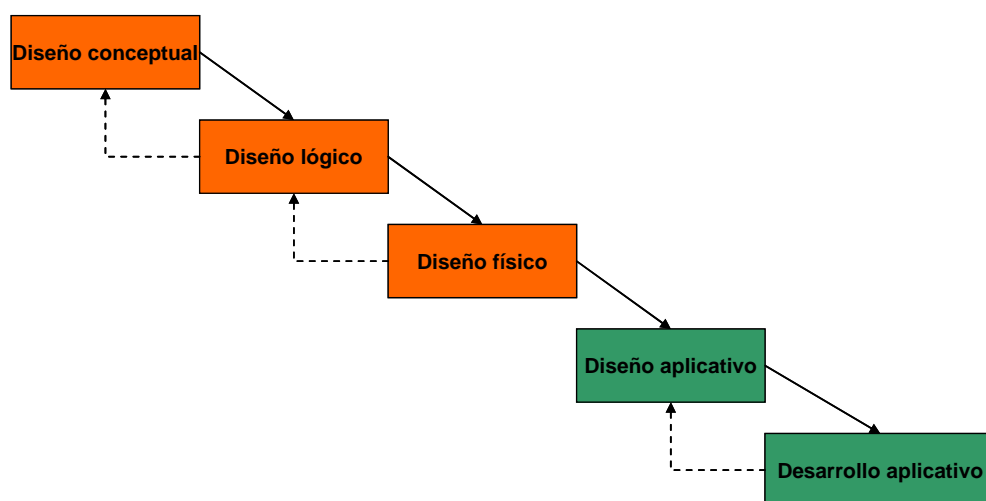 Diseño conceptual
Diseño lógico
Diseño físico
Diseño aplicativo
Desarrollo aplicativo